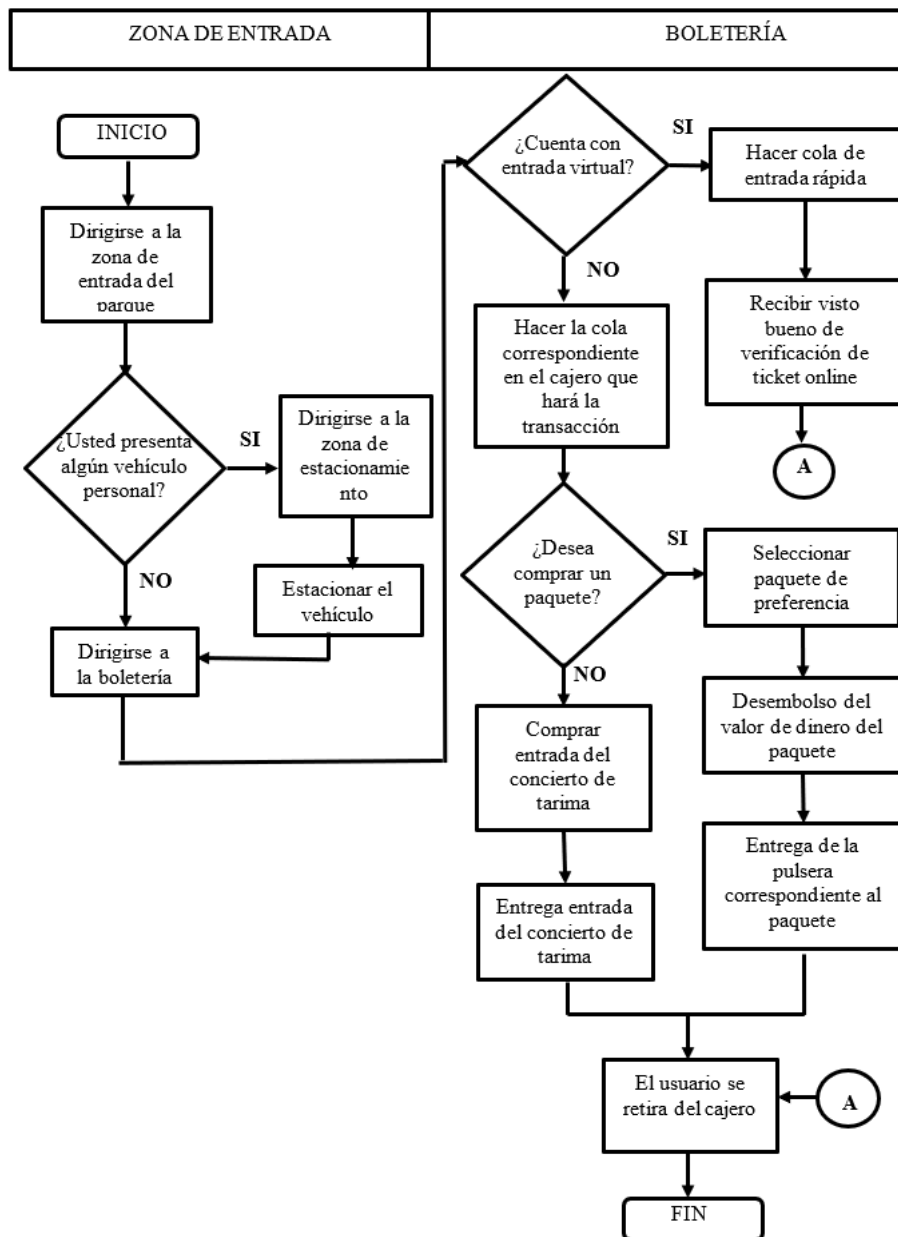 ZONA DE ENTRADA
BOLETERÍA
INICIO
Dirigirse a la
zona de
entrada del
parque
¿Usted presenta
algún vehículo
personal?
SI
Dirigirse a la
zona de
estacionamie
nto
Estacionar el
vehículo
NO
Dirigirse a
la boletería
¿Cuenta con
entrada virtual?
SI
Hacer cola de
entrada rápida
Recibir visto
bueno de
verificación de
ticket online
A
NO
Hacer la cola
correspondiente
en el cajero que
hará la
transacción
¿Desea
comprar un
paquete?
SI
Seleccionar
paquete de
preferencia
Desembolso del
valor de dinero del
paquete
Entrega de la
pulsera
correspondiente al
paquete
NO
Comprar
entrada del
concierto de
tarima
Entrega entrada
del concierto de
tarima
El usuario se
retira del cajero
A
FIN